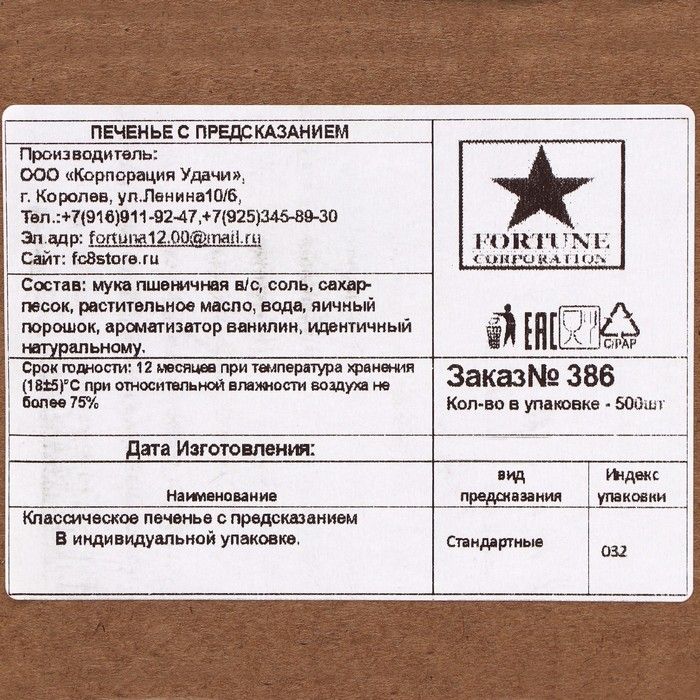 ПЕЧЕНЬЕ С ПРЕДСКАЗАНИЕМ
Производитель:
ООО «Корпорация Удачи»,
г. Королев, ул.Ленина10/6,
Тел.:+7(916)911-92-47,+7(925)345-89-30
Эл.адр: fortuna12.00@mail.ru
Сайт: fc8store.ru
Состав: мука пшеничная в/с, соль, сахар-
песок, растительное масло, вода, яичный
порошок, ароматизатор ванилин, идентичный
натуральному.
Срок годности: 12 месяцев при температура хранения
(18±5)°С при относительной влажности воздуха не
более 75%
FORTUNE
CORPORATION
EAC
C/PAP
Заказ№ 386
Кол-во в упаковке - 500шт
Дата Изготовления:
Наименование
вид
предсказания
Индекс
упаковки
Классическое печенье с предсказанием
В индивидуальной упаковке.
Стандартные
032